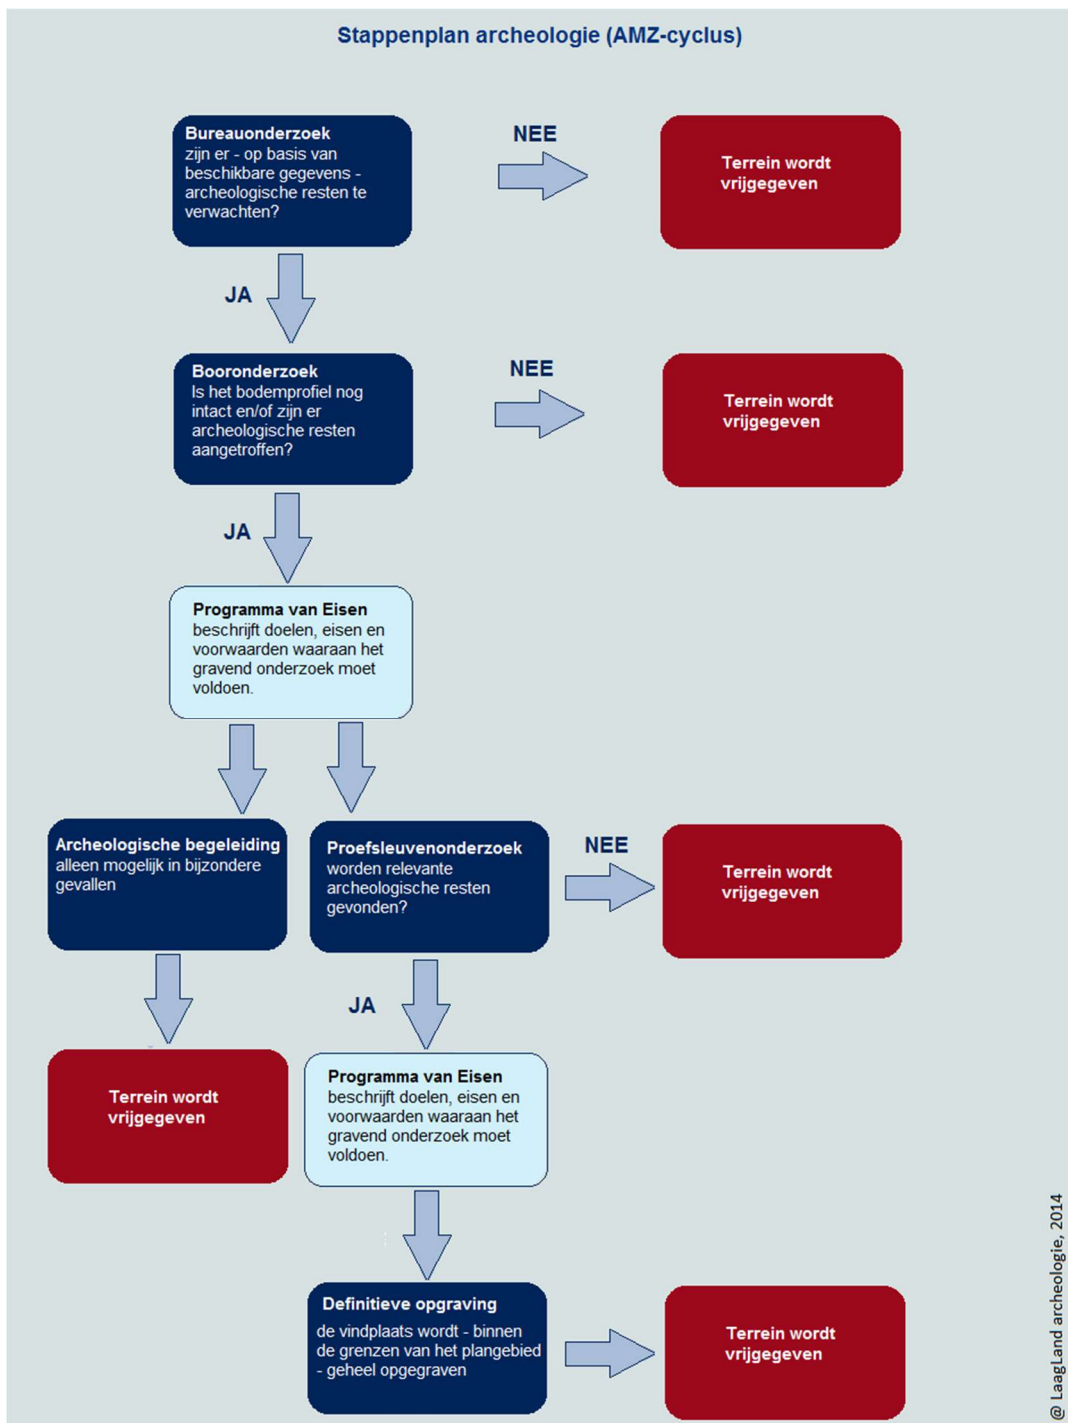 Stappenplan archeologie (AMZ-cyclus)
Bureauonderzoek
zijn er - op basis van
beschikbare gegevens -
archeologische resten te
verwachten?
NEE
Terrein wordt
vrijgegeven
JA
Booronderzoek
Is het bodemprofiel nog
intact en/of zijn er
archeologische resten
aangetroffen?
NEE
Terrein wordt
vrijgegeven
JA
Programma van Eisen
beschrijft doelen, eisen en
voorwaarden waaraan het
gravend onderzoek moet
voldoen.
Archeologische begeleiding
alleen mogelijk in bijzondere
gevallen
Proefsleuvenonderzoek
worden relevante
archeologische resten
gevonden?
NEE
Terrein wordt
vrijgegeven
JA
Terrein wordt
vrijgegeven
Programma van Eisen
beschrijft doelen, eisen en
voorwaarden waaraan het
gravend onderzoek moet
voldoen.
Definitieve opgraving
de vindplaats wordt - binnen
de grenzen van het plangebied
- geheel opgegraven
Terrein wordt
vrijgegeven
@ LaagLand archeologie, 2014